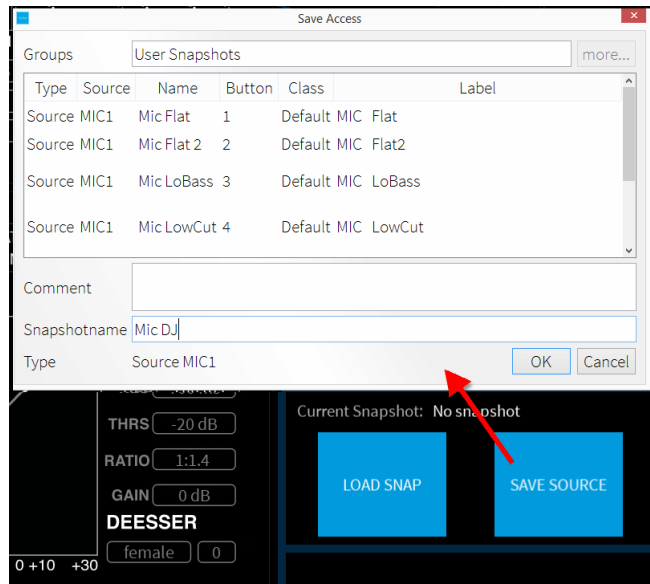 Save Access
Groups User Snapshots more...
Type Source Name Button Class Label
Source MIC1 Mic Flat 1 Default MIC Flat
Source MIC1 Mic Flat 2 2 Default MIC Flat2
Source MIC1 Mic LoBass 3 Default MIC LoBass
Source MIC1 Mic LowCut 4 Default MIC LowCut
Comment
Snapshotname Mic DJ
Type Source MIC1 OK Cancel
Current Snapshot: No snapshot
THRS -20 dB
RATIO 1:1.4
LOAD SNAP SAVE SOURCE
GAIN 0 dB
DEESSER
female 0
0 +10 +30